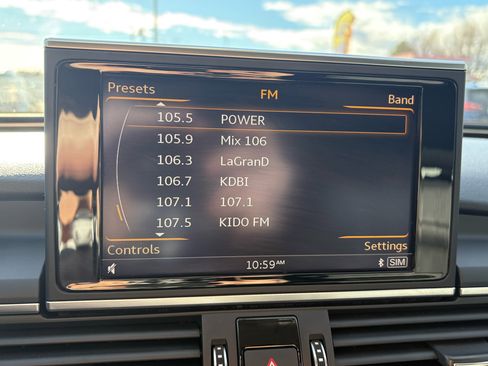 Presets FM Band
105.5 POWER
105.9 Mix 106
106.3 LaGranD
106.7 KDBI
107.1 107.1
107.5 KIDO FM
Controls Settings
10:59AM SIM